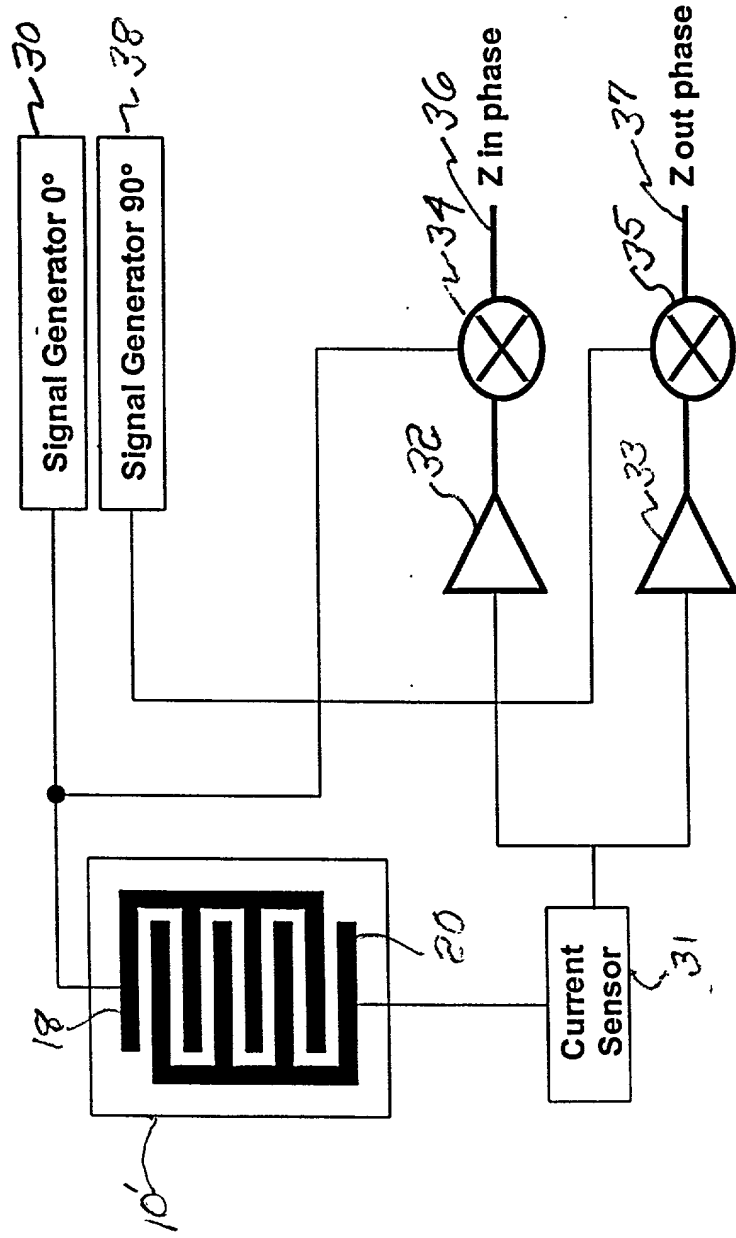 Signal Generator 0°
30
Signal Generator 90°
38
18
10'
20
32
34
36
Z in phase
33
35
37
Z out phase
Current
Sensor
31